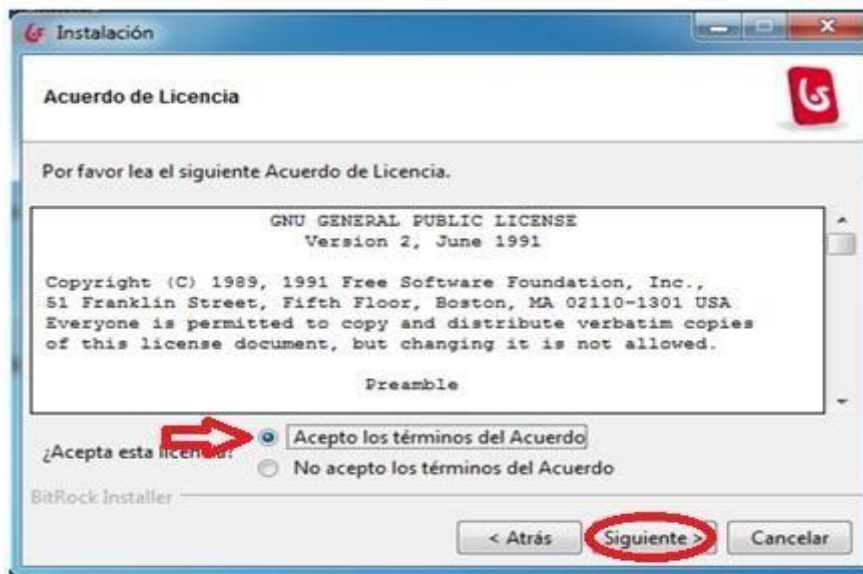 Instalación
Acuerdo de Licencia
Por favor lea el siguiente Acuerdo de Licencia.
GNU GENERAL PUBLIC LICENSE
Version 2, June 1991
Copyright (C) 1989, 1991 Free Software Foundation, Inc.,
51 Franklin Street, Fifth Floor, Boston, MA 02110-1301 USA
Everyone is permitted to copy and distribute verbatim copies
of this license document, but changing it is not allowed.
Preamble
Acepto los términos del Acuerdo
¿Acepta esta licencia?
No acepto los términos del Acuerdo
BitRock Installer
< Atrás
Siguiente >
Cancelar